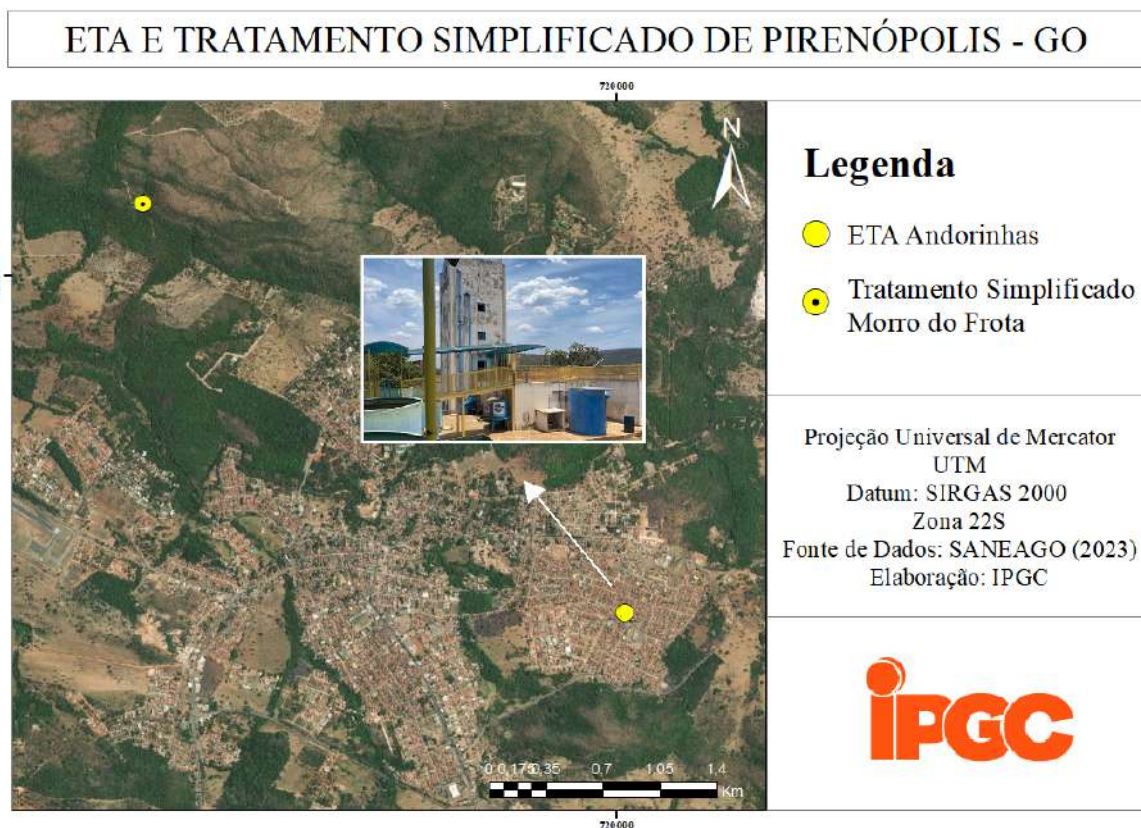 ETA E TRATAMENTO SIMPLIFICADO DE PIRENÓPOLIS - GO
720000
N
Legenda
ETA Andorinhas
Tratamento Simplificado
Morro do Frota
Projeção Universal de Mercator
UTM
Datum: SIRGAS 2000
Zona 22S
Fonte de Dados: SANEAGO (2023)
Elaboração: IPGC
0 0,175 0,35 0,7 1,05 1,4
Km
IPGC
720000